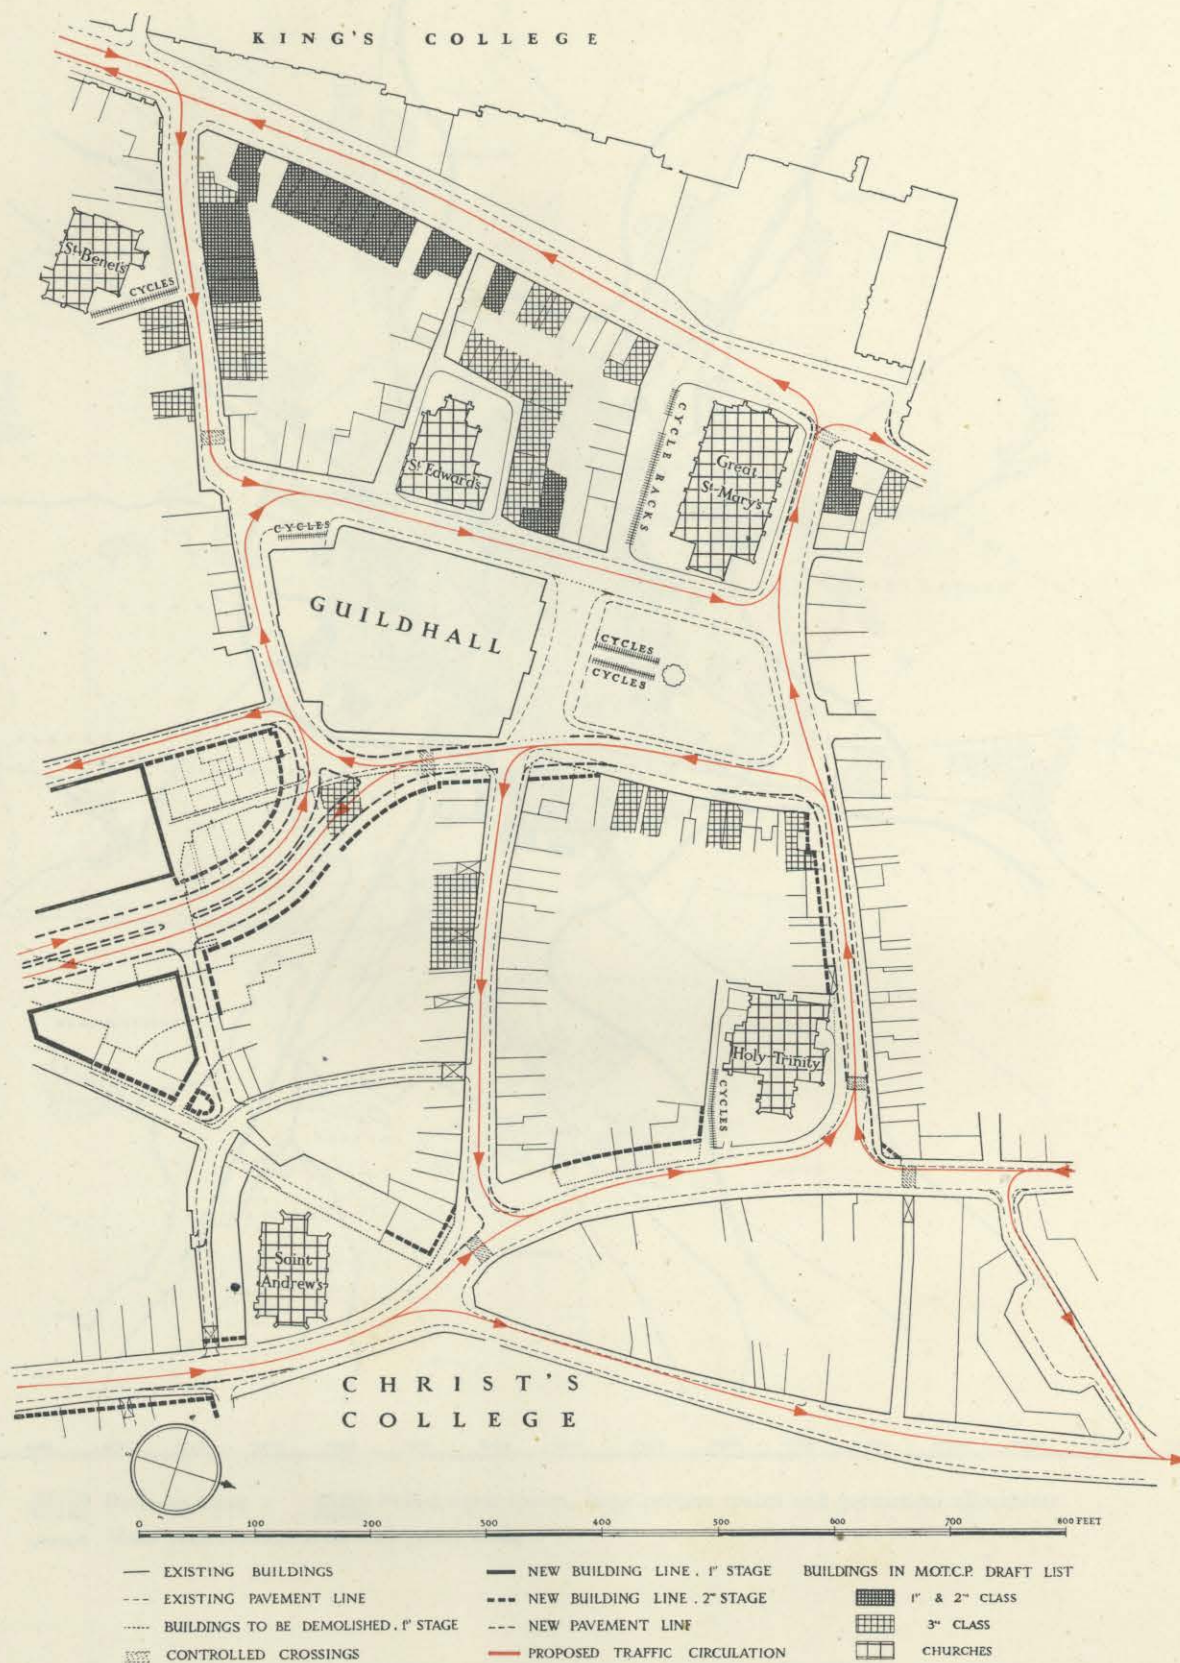 KING'S COLLEGE
St Benet's
CYCLES
St Edward's
CYCLE RACKS
Great
St Mary's
CYCLES
GUILDHALL
CYCLES
CYCLES
Holy Trinity
CYCLES
Saint
Andrew's
CHRIST'S
COLLEGE
0 100 200 300 400 500 600 700 800 FEET
EXISTING BUILDINGS
EXISTING PAVEMENT LINE
BUILDINGS TO BE DEMOLISHED. 1st STAGE
CONTROLLED CROSSINGS
NEW BUILDING LINE. 1st STAGE
NEW BUILDING LINE. 2nd STAGE
NEW PAVEMENT LINE
PROPOSED TRAFFIC CIRCULATION
BUILDINGS IN M.O.T.C.P. DRAFT LIST
1st & 2nd CLASS
3rd CLASS
CHURCHES